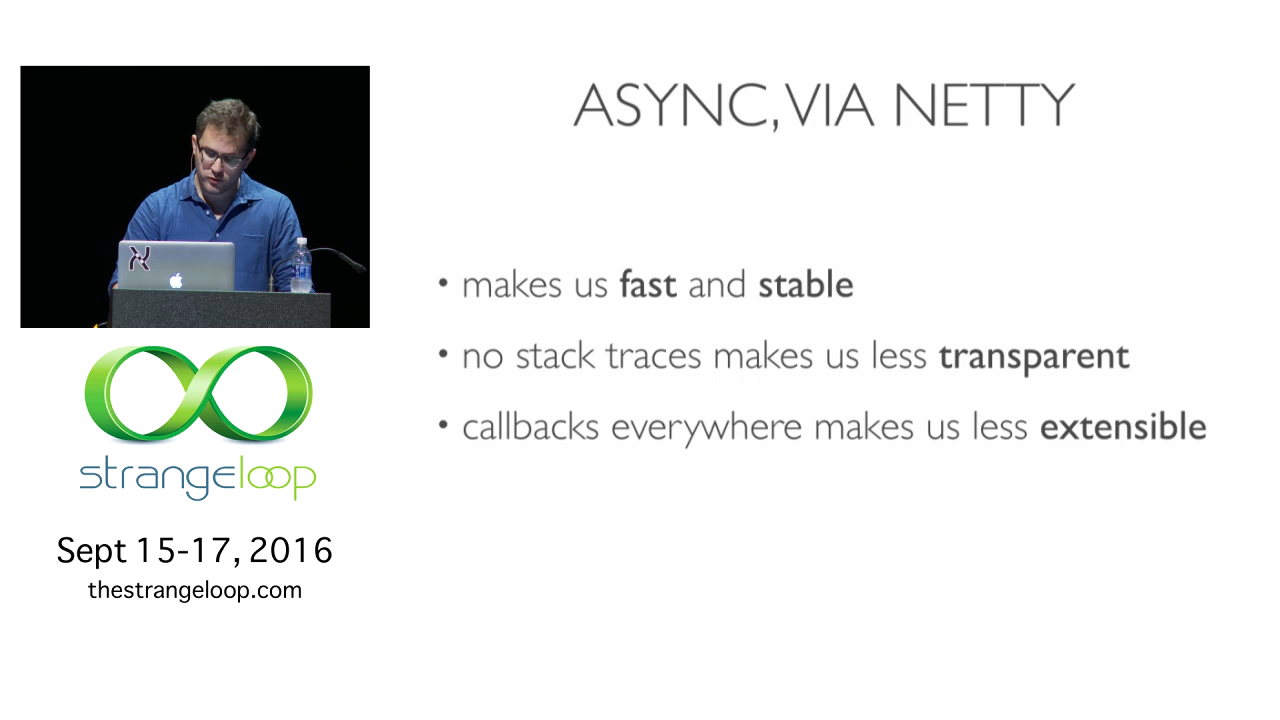 ASYNC, VIA NETTY
• makes us fast and stable
• no stack traces makes us less transparent
• callbacks everywhere makes us less extensible
strangeloop
Sept 15-17, 2016
thestrangeloop.com